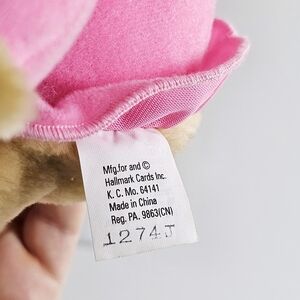 Mfg.for and ©
Hallmark Cards Inc.
K. C. Mo. 64141
Made in China
Reg. PA. 9863(CN)
1274J